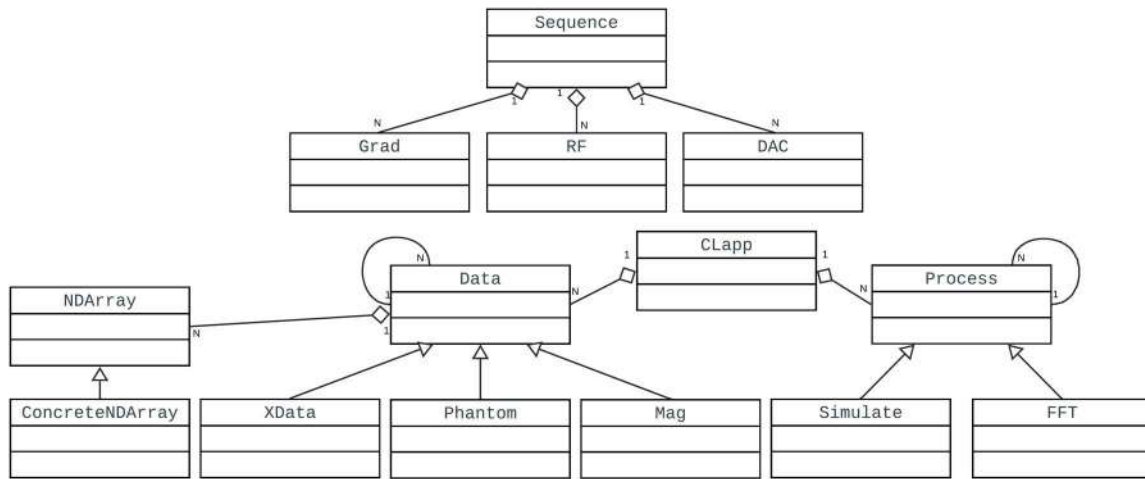 Sequence
1 1 1
N N N
Grad RF DAC
CLapp
1 1
N N
Data Process
N N
1 1
NDArray
N 1
ConcreteNDArray XData Phantom Mag Simulate FFT